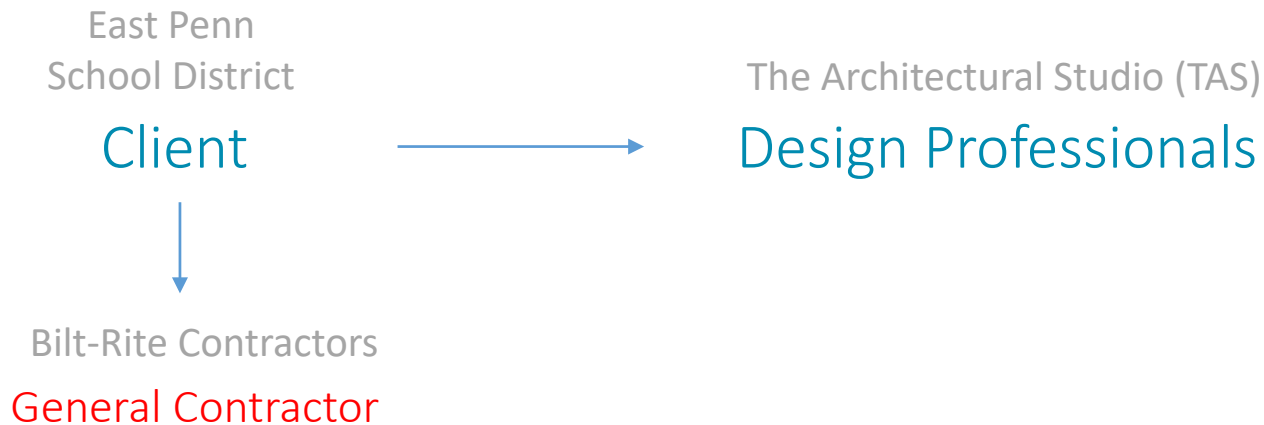 East Penn
School District
Client
The Architectural Studio (TAS)
Design Professionals
Bilt-Rite Contractors
General Contractor